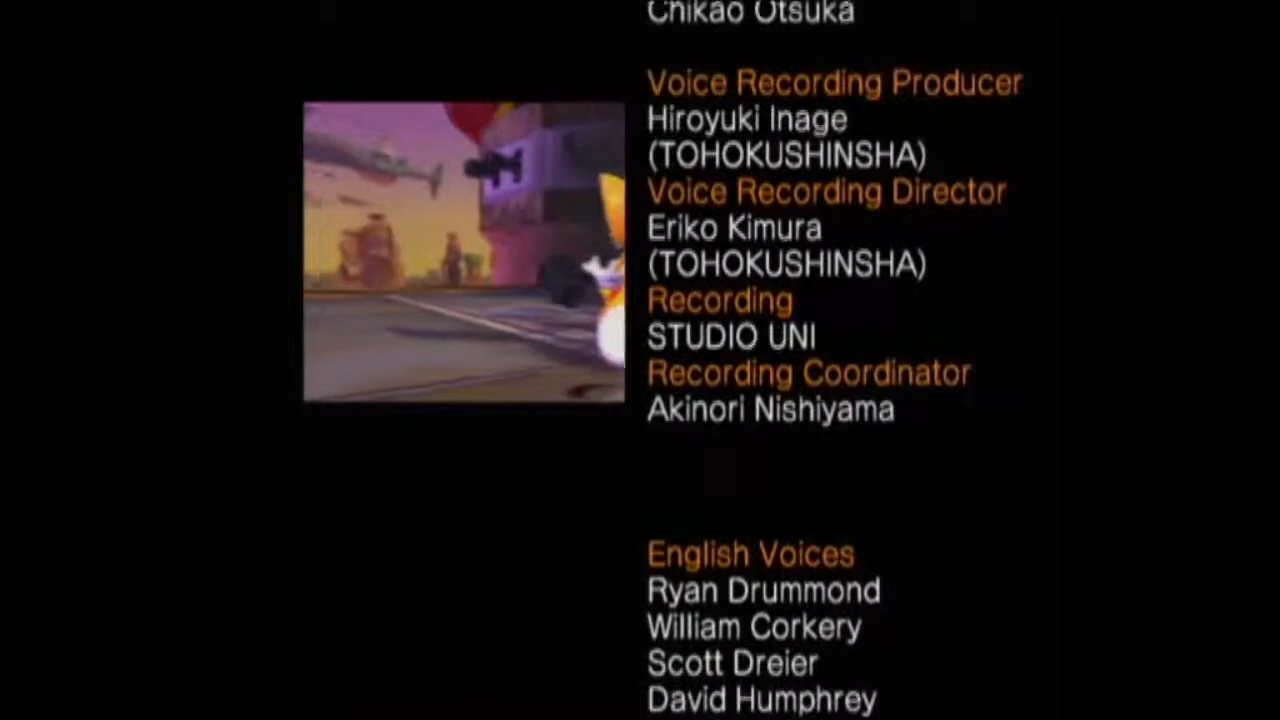 Chikao Otsuka
Voice Recording Producer
Hiroyuki Inage
(TOHOKUSHINSHA)
Voice Recording Director
Eriko Kimura
(TOHOKUSHINSHA)
Recording
STUDIO UNI
Recording Coordinator
Akinori Nishiyama
English Voices
Ryan Drummond
William Corkery
Scott Dreier
David Humphrey